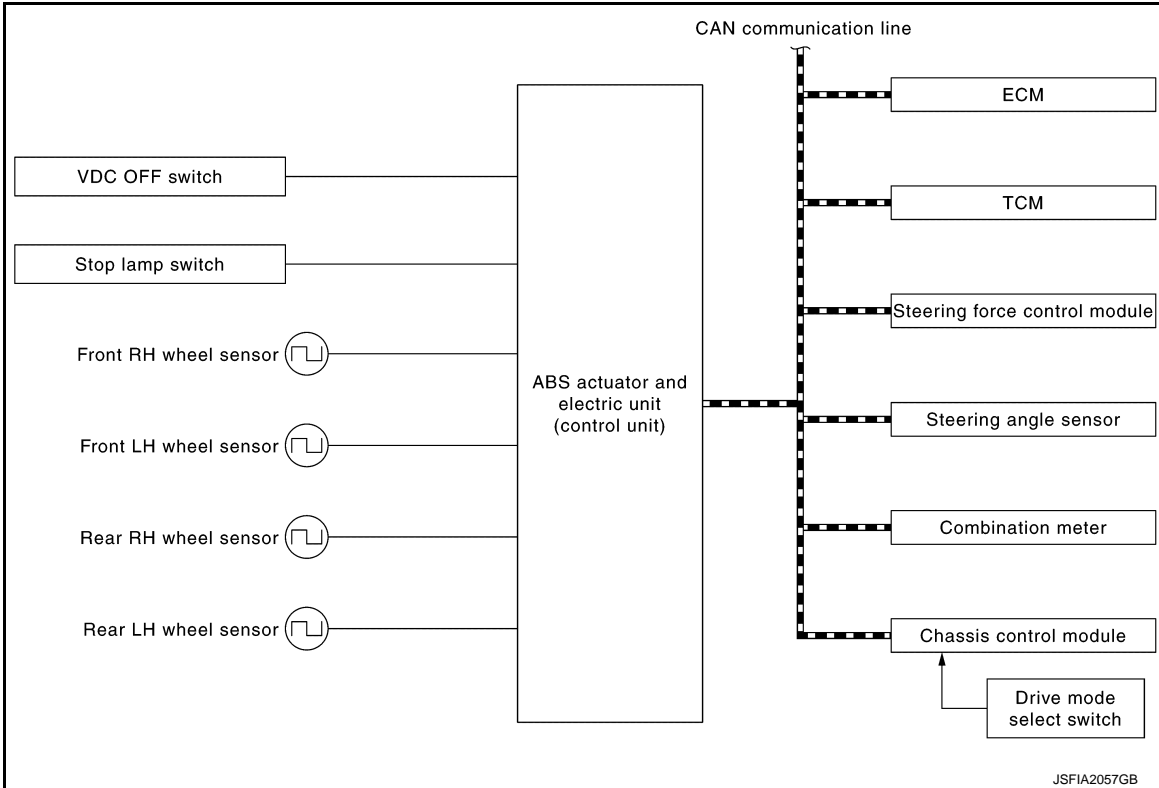 CAN communication line
ECM
VDC OFF switch
TCM
Stop lamp switch
Steering force control module
Front RH wheel sensor
ABS actuator and
electric unit
(control unit)
Front LH wheel sensor
Steering angle sensor
Rear RH wheel sensor
Combination meter
Rear LH wheel sensor
Chassis control module
Drive mode
select switch
JSFIA2057GB